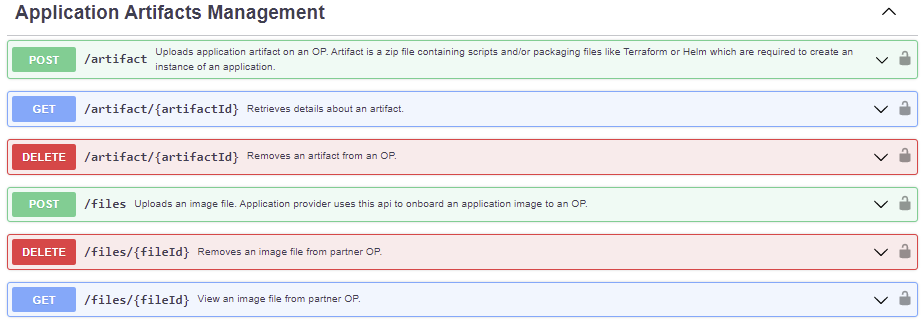 Application Artifacts Management
POST /artifact Uploads application artifact on an OP. Artifact is a zip file containing scripts and/or packaging files like Terraform or Helm which are required to create an
instance of an application.
GET /artifact/{artifactId} Retrieves details about an artifact.
DELETE /artifact/{artifactId} Removes an artifact from an OP.
POST /files Uploads an image file. Application provider uses this api to onboard an application image to an OP.
DELETE /files/{fileId} Removes an image file from partner OP.
GET /files/{fileId} View an image file from partner OP.